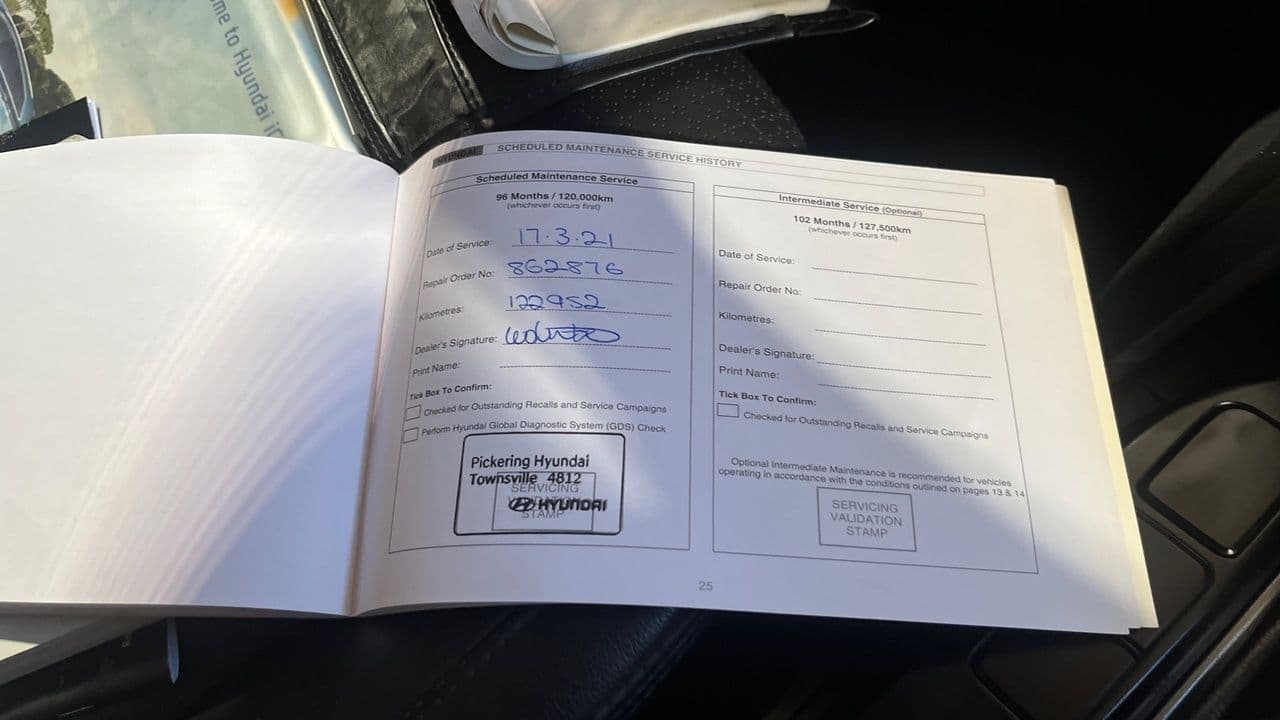 ome to Hyundai in
HYUNDAI SCHEDULED MAINTENANCE SERVICE HISTORY
Scheduled Maintenance Service
96 Months / 120,000km
(whichever occurs first)
Date of Service: 17.3.21
Repair Order No: 862876
Kilometres: 122952
Dealer's Signature:
Print Name:
Tick Box To Confirm:
Checked for Outstanding Recalls and Service Campaigns
Perform Hyundai Global Diagnostic System (GDS) Check
Pickering Hyundai
Townsville 4812
SERVICING
HYUNDAI
STAMP
Intermediate Service (Optional)
102 Months / 127,500km
(whichever occurs first)
Date of Service:
Repair Order No:
Kilometres:
Dealer's Signature:
Print Name:
Tick Box To Confirm:
Checked for Outstanding Recalls and Service Campaigns
Optional Intermediate Maintenance is recommended for vehicles
operating in accordance with the conditions outlined on pages 13 & 14
SERVICING
VALIDATION
STAMP
25